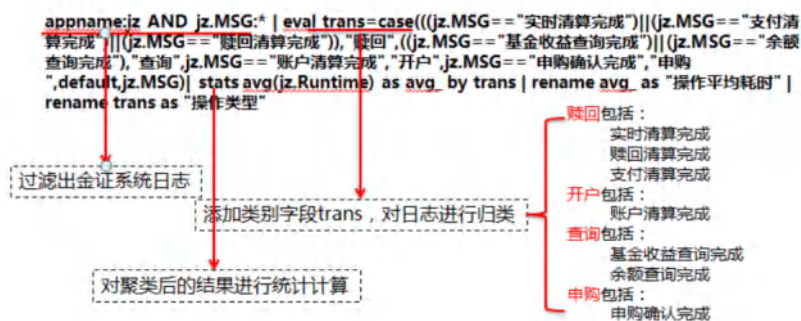 appname:jz AND jz.MSG:* | eval trans=case(((jz.MSG=="实时清算完成")||(jz.MSG=="支付清
算完成")||(jz.MSG=="赎回清算完成")),"赎回",((jz.MSG=="基金收益查询完成")||(jz.MSG=="余额
查询完成"),"查询",jz.MSG=="账户清算完成","开户",jz.MSG=="申购确认完成","申购
",default,jz.MSG)| stats avg(jz.Runtime) as avg_ by trans | rename avg_ as "操作平均耗时" |
rename trans as "操作类型"
过滤出金证系统日志
添加类别字段trans，对日志进行归类
对聚类后的结果进行统计计算
赎回包括：
实时清算完成
赎回清算完成
支付清算完成
开户包括：
账户清算完成
查询包括：
基金收益查询完成
余额查询完成
申购包括：
申购确认完成